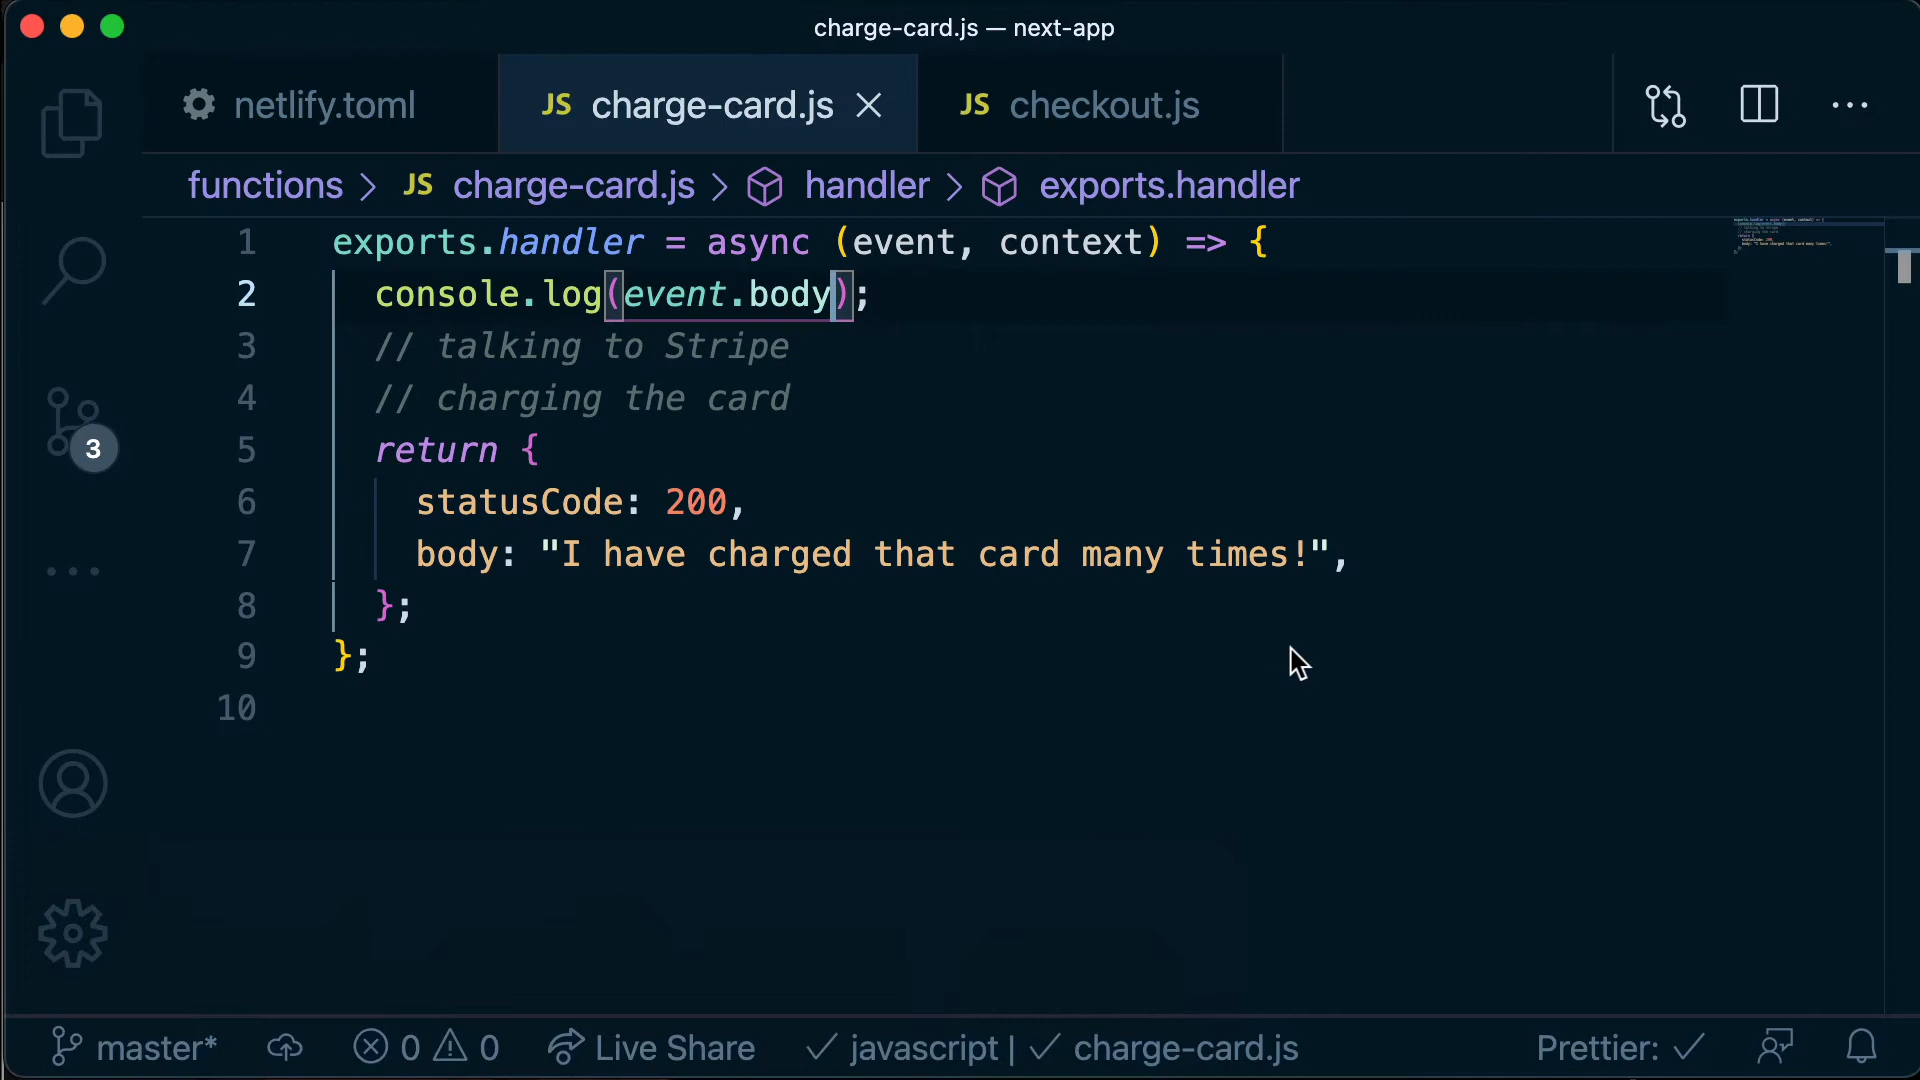 charge-card.js — next-app
netlify.toml
JS charge-card.js
JS checkout.js
functions > JS charge-card.js > handler > exports.handler
1 exports.handler = async (event, context) => {
2 console.log(event.body);
3 // talking to Stripe
4 // charging the card
5 return {
6 statusCode: 200,
7 body: "I have charged that card many times!",
8 };
9 };
10
3
master* 0 0 Live Share ✓ javascript | ✓ charge-card.js Prettier: ✓